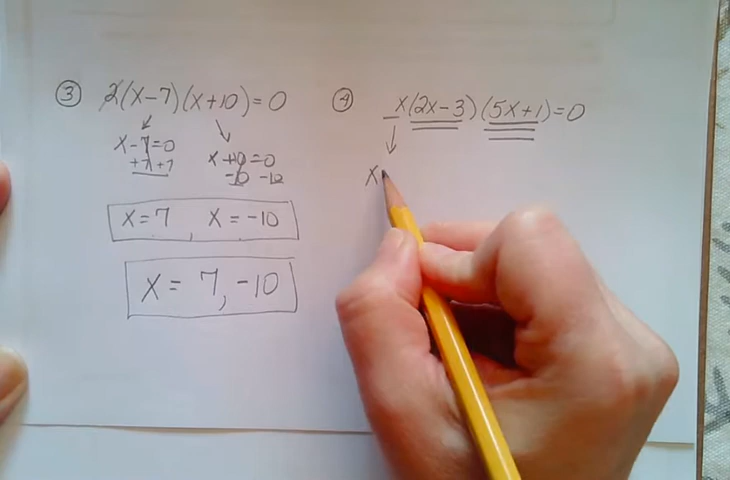 ③ 2(x-7)(x+10)=0
x-7=0
+7 +7
x+10=0
-10 -10
x=7, x=-10
x= 7, -10
④ x(2x-3)(5x+1)=0
x